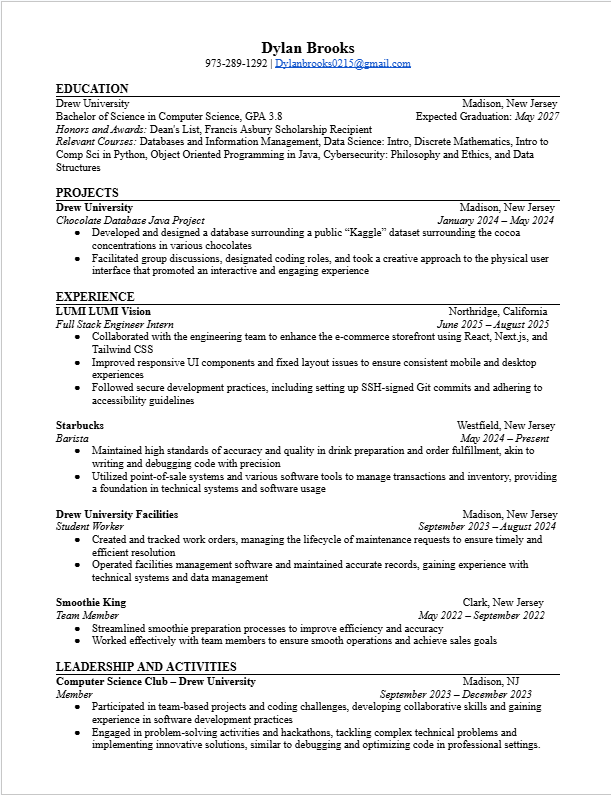 Dylan Brooks
973-289-1292 | Dylanbrooks0215@gmail.com
EDUCATION
Drew University Madison, New Jersey
Bachelor of Science in Computer Science, GPA 3.8 Expected Graduation: May 2027
Honors and Awards: Dean's List, Francis Asbury Scholarship Recipient
Relevant Courses: Databases and Information Management, Data Science: Intro, Discrete Mathematics, Intro to
Comp Sci in Python, Object Oriented Programming in Java, Cybersecurity: Philosophy and Ethics, and Data
Structures
PROJECTS
Drew University Madison, New Jersey
Chocolate Database Java Project January 2024 – May 2024
● Developed and designed a database surrounding a public “Kaggle” dataset surrounding the cocoa
concentrations in various chocolates
● Facilitated group discussions, designated coding roles, and took a creative approach to the physical user
interface that promoted an interactive and engaging experience
EXPERIENCE
LUMI LUMI Vision Northridge, California
Full Stack Engineer Intern June 2025 – August 2025
● Collaborated with the engineering team to enhance the e-commerce storefront using React, Next.js, and
Tailwind CSS
● Improved responsive UI components and fixed layout issues to ensure consistent mobile and desktop
experiences
● Followed secure development practices, including setting up SSH-signed Git commits and adhering to
accessibility guidelines
Starbucks Westfield, New Jersey
Barista May 2024 – Present
● Maintained high standards of accuracy and quality in drink preparation and order fulfillment, akin to
writing and debugging code with precision
● Utilized point-of-sale systems and various software tools to manage transactions and inventory, providing
a foundation in technical systems and software usage
Drew University Facilities Madison, New Jersey
Student Worker September 2023 – August 2024
● Created and tracked work orders, managing the lifecycle of maintenance requests to ensure timely and
efficient resolution
● Operated facilities management software and maintained accurate records, gaining experience with
technical systems and data management
Smoothie King Clark, New Jersey
Team Member May 2022 – September 2022
● Streamlined smoothie preparation processes to improve efficiency and accuracy
● Worked effectively with team members to ensure smooth operations and achieve sales goals
LEADERSHIP AND ACTIVITIES
Computer Science Club – Drew University Madison, NJ
Member September 2023 – December 2023
● Participated in team-based projects and coding challenges, developing collaborative skills and gaining
experience in software development practices
● Engaged in problem-solving activities and hackathons, tackling complex technical problems and
implementing innovative solutions, similar to debugging and optimizing code in professional settings.